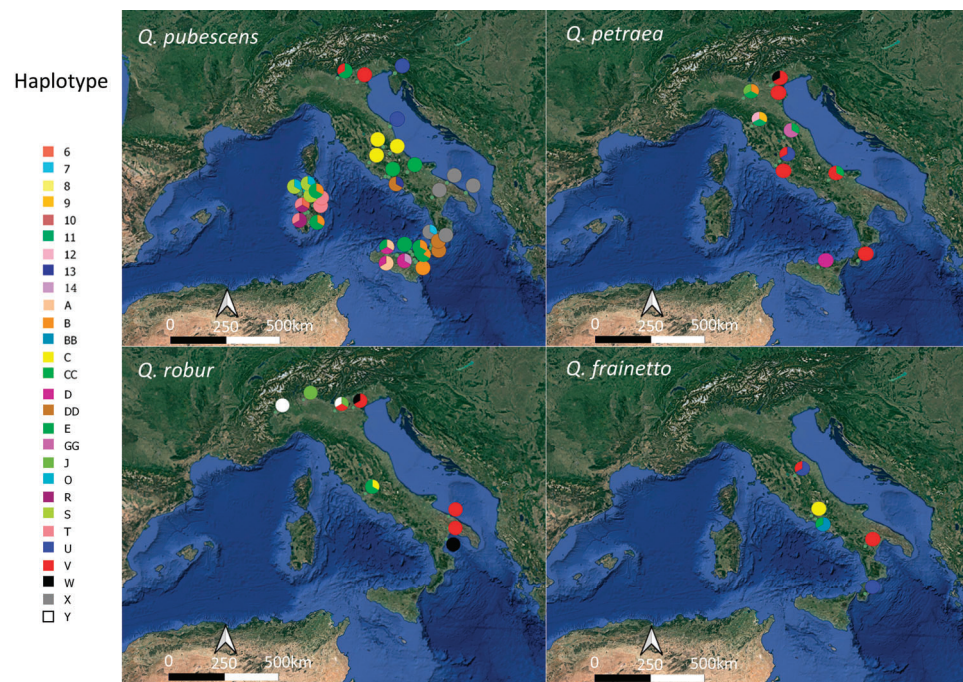 Haplotype
6
7
8
9
10
11
12
13
14
A
B
BB
C
CC
D
DD
E
GG
J
O
R
S
T
U
V
W
X
Y
Q. pubescens
0 250 500km
Q. petraea
0 250 500km
Q. robur
0 250 500km
Q. frainetto
0 250 500km